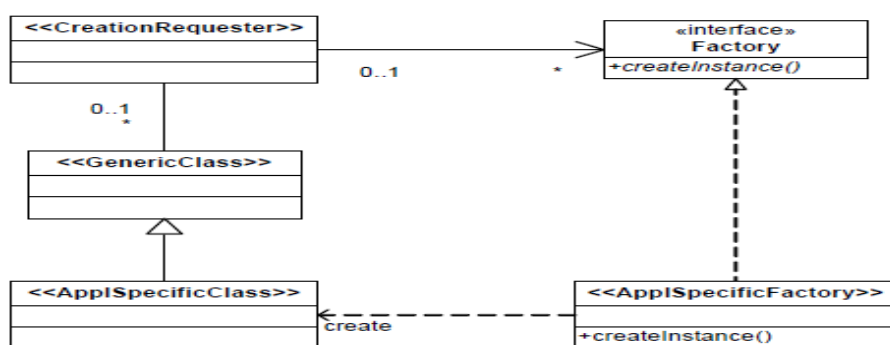 <<CreationRequester>>
«interface»
Factory
+createInstance()
0..1
*
0..1
*
<<GenericClass>>
<<ApplSpecificClass>>
<<ApplSpecificFactory>>
create
+createInstance()